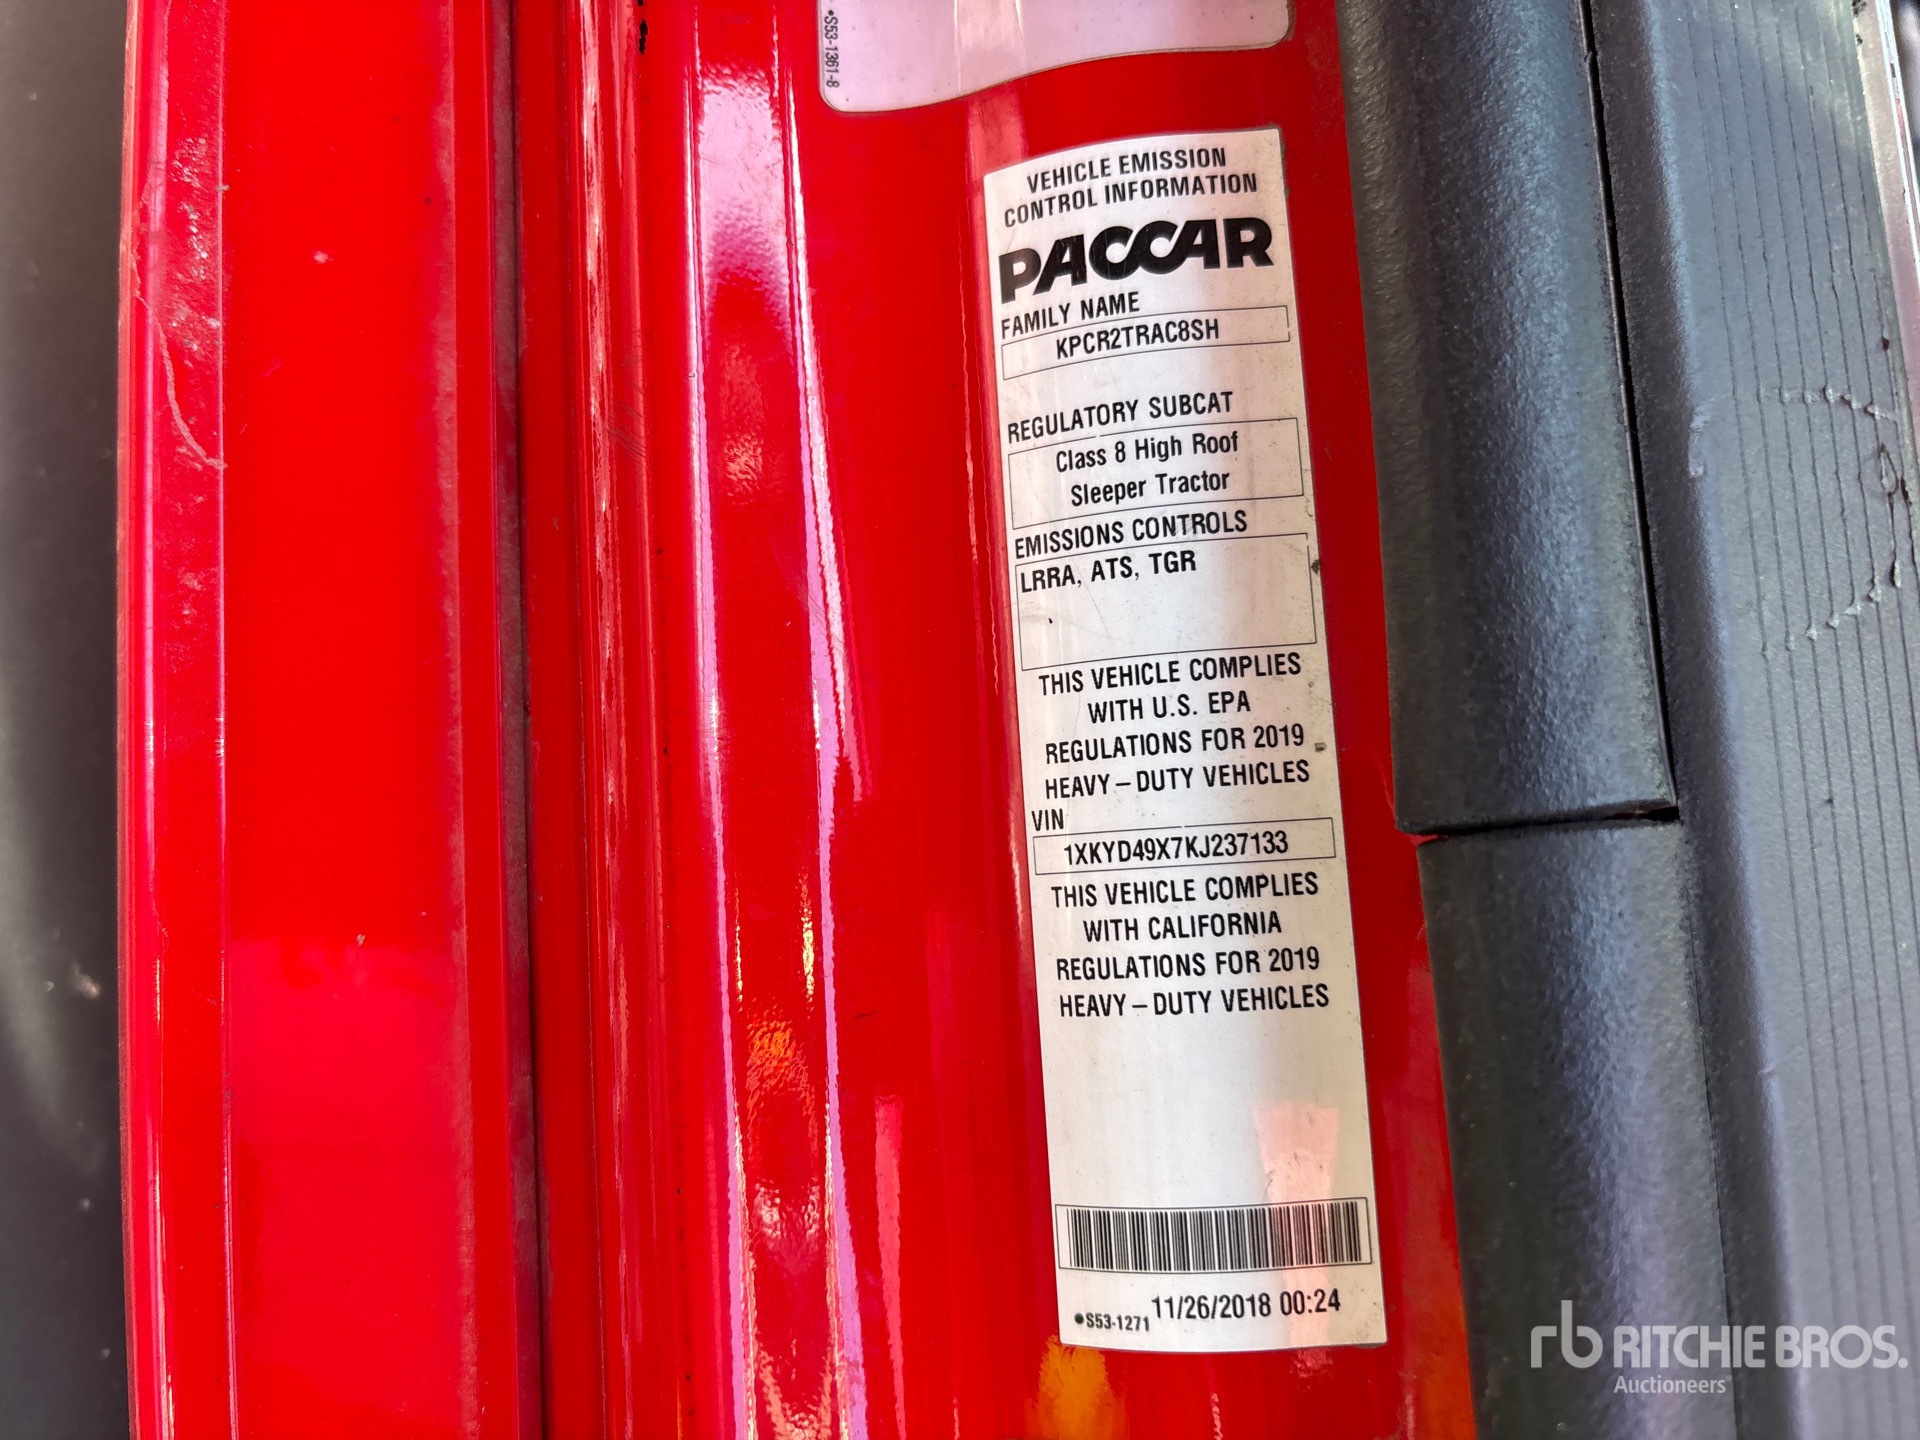 •S53-1361-8
VEHICLE EMISSION
CONTROL INFORMATION
PACCAR
FAMILY NAME
KPCR2TRAC8SH
REGULATORY SUBCAT
Class 8 High Roof
Sleeper Tractor
EMISSIONS CONTROLS
LRRA, ATS, TGR
THIS VEHICLE COMPLIES
WITH U.S. EPA
REGULATIONS FOR 2019
HEAVY – DUTY VEHICLES
VIN
1XKYD49X7KJ237133
THIS VEHICLE COMPLIES
WITH CALIFORNIA
REGULATIONS FOR 2019
HEAVY – DUTY VEHICLES
•S53-1271 11/26/2018 00:24
rb RITCHIE BROS.
Auctioneers